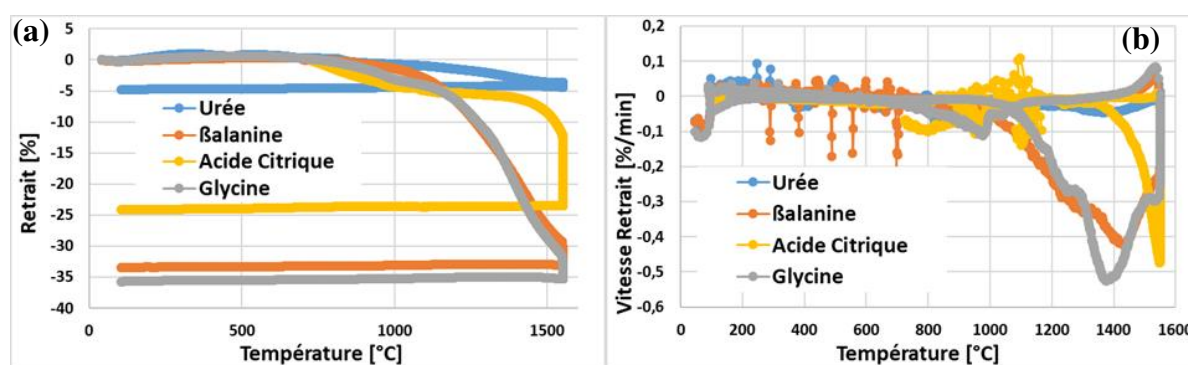 (a)
Retrait [%]
5
0
-5
-10
-15
-20
-25
-30
-35
-40
Urée
ßalanine
Acide Citrique
Glycine
0 500 1000 1500
Température [°C]
(b)
Vitesse Retrait [%/min]
0,2
0,1
0
-0,1
-0,2
-0,3
-0,4
-0,5
-0,6
Urée
ßalanine
Acide Citrique
Glycine
0 200 400 600 800 1000 1200 1400 1600
Température [°C]